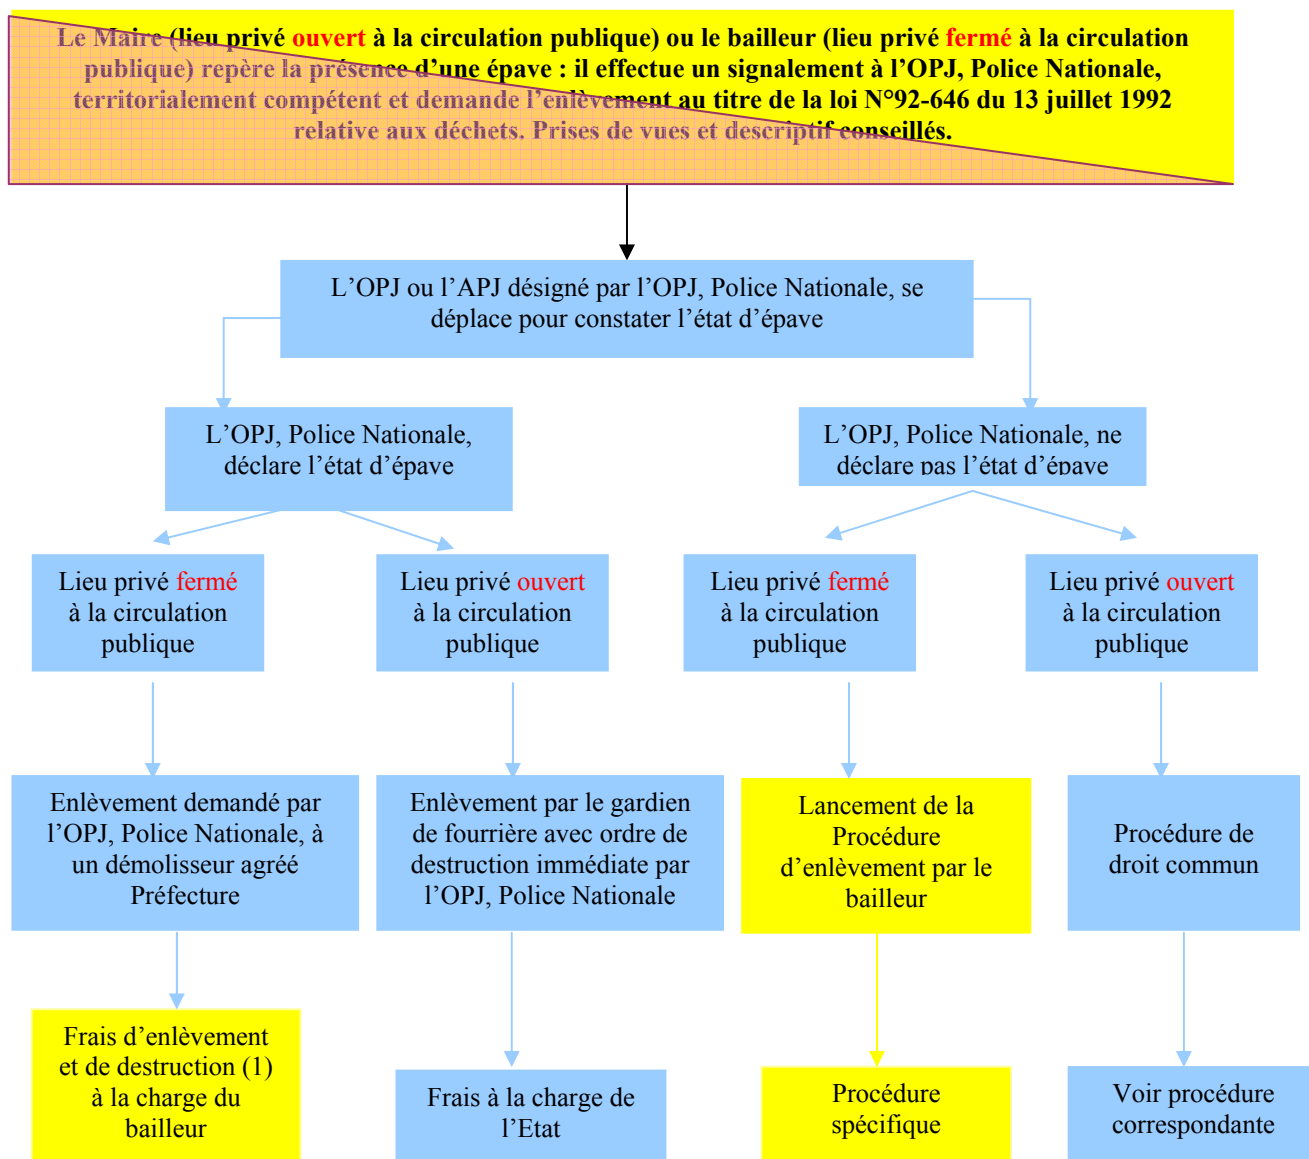 Le Maire (lieu privé ouvert à la circulation publique) ou le bailleur (lieu privé fermé à la circulation
publique) repère la présence d’une épave : il effectue un signalement à l’OPJ, Police Nationale,
territorialement compétent et demande l’enlèvement au titre de la loi N°92-646 du 13 juillet 1992
relative aux déchets. Prises de vues et descriptif conseillés.
L’OPJ ou l’APJ désigné par l’OPJ, Police Nationale, se
déplace pour constater l’état d’épave
L’OPJ, Police Nationale,
déclare l’état d’épave
L’OPJ, Police Nationale, ne
déclare pas l’état d’épave
Lieu privé fermé
à la circulation
publique
Lieu privé ouvert
à la circulation
publique
Lieu privé fermé
à la circulation
publique
Lieu privé ouvert
à la circulation
publique
Enlèvement demandé par
l’OPJ, Police Nationale, à
un démolisseur agréé
Préfecture
Enlèvement par le gardien
de fourrière avec ordre de
destruction immédiate par
l’OPJ, Police Nationale
Lancement de la
Procédure
d’enlèvement par le
bailleur
Procédure de
droit commun
Frais d’enlèvement
et de destruction (1)
à la charge du
bailleur
Frais à la charge de
l’Etat
Procédure
spécifique
Voir procédure
correspondante